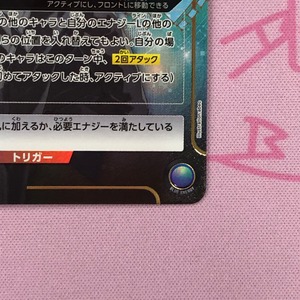 アクティブにし、フロントLに移動できる
の他のキャラと自分のエナジーLの他の
らの位置を入れ替えてもよい。自分の場
のキャラはこのターン中、2回アタック
めてアタックした時、アクティブにする)
に加えるか、必要エナジーを満たしている
トリガー
A
B